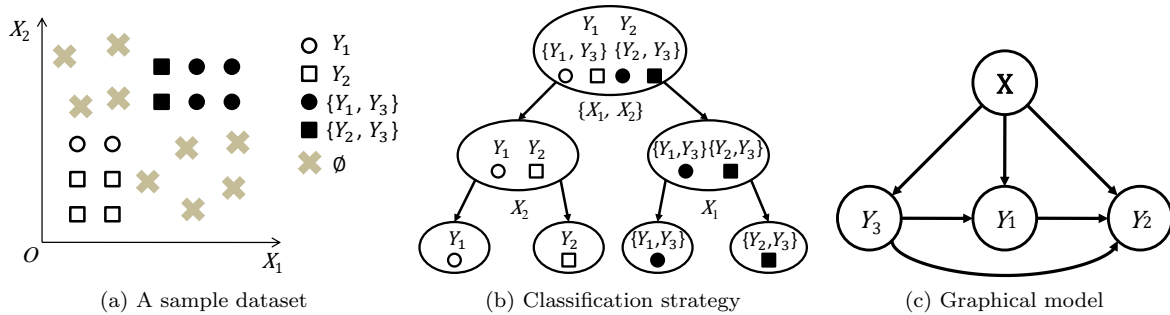 X₂
Y₁
Y₂
{Y₁, Y₃}
{Y₂, Y₃}
∅
O
X₁
(a) A sample dataset
Y₁ Y₂
{Y₁, Y₃} {Y₂, Y₃}
{X₁, X₂}
Y₁ Y₂
{Y₁,Y₃}{Y₂,Y₃}
X₂
X₁
Y₁
Y₂
{Y₁,Y₃}
{Y₂,Y₃}
(b) Classification strategy
X
Y₃
Y₁
Y₂
(c) Graphical model